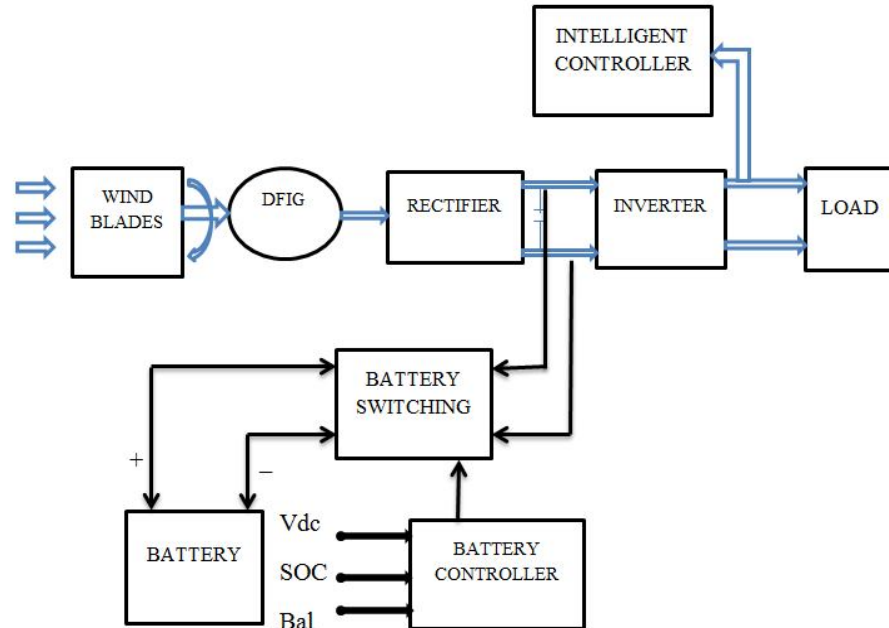 INTELLIGENT
CONTROLLER
WIND
BLADES
DFIG
RECTIFIER
INVERTER
LOAD
BATTERY
SWITCHING
+
–
BATTERY
Vdc
SOC
Bal
BATTERY
CONTROLLER